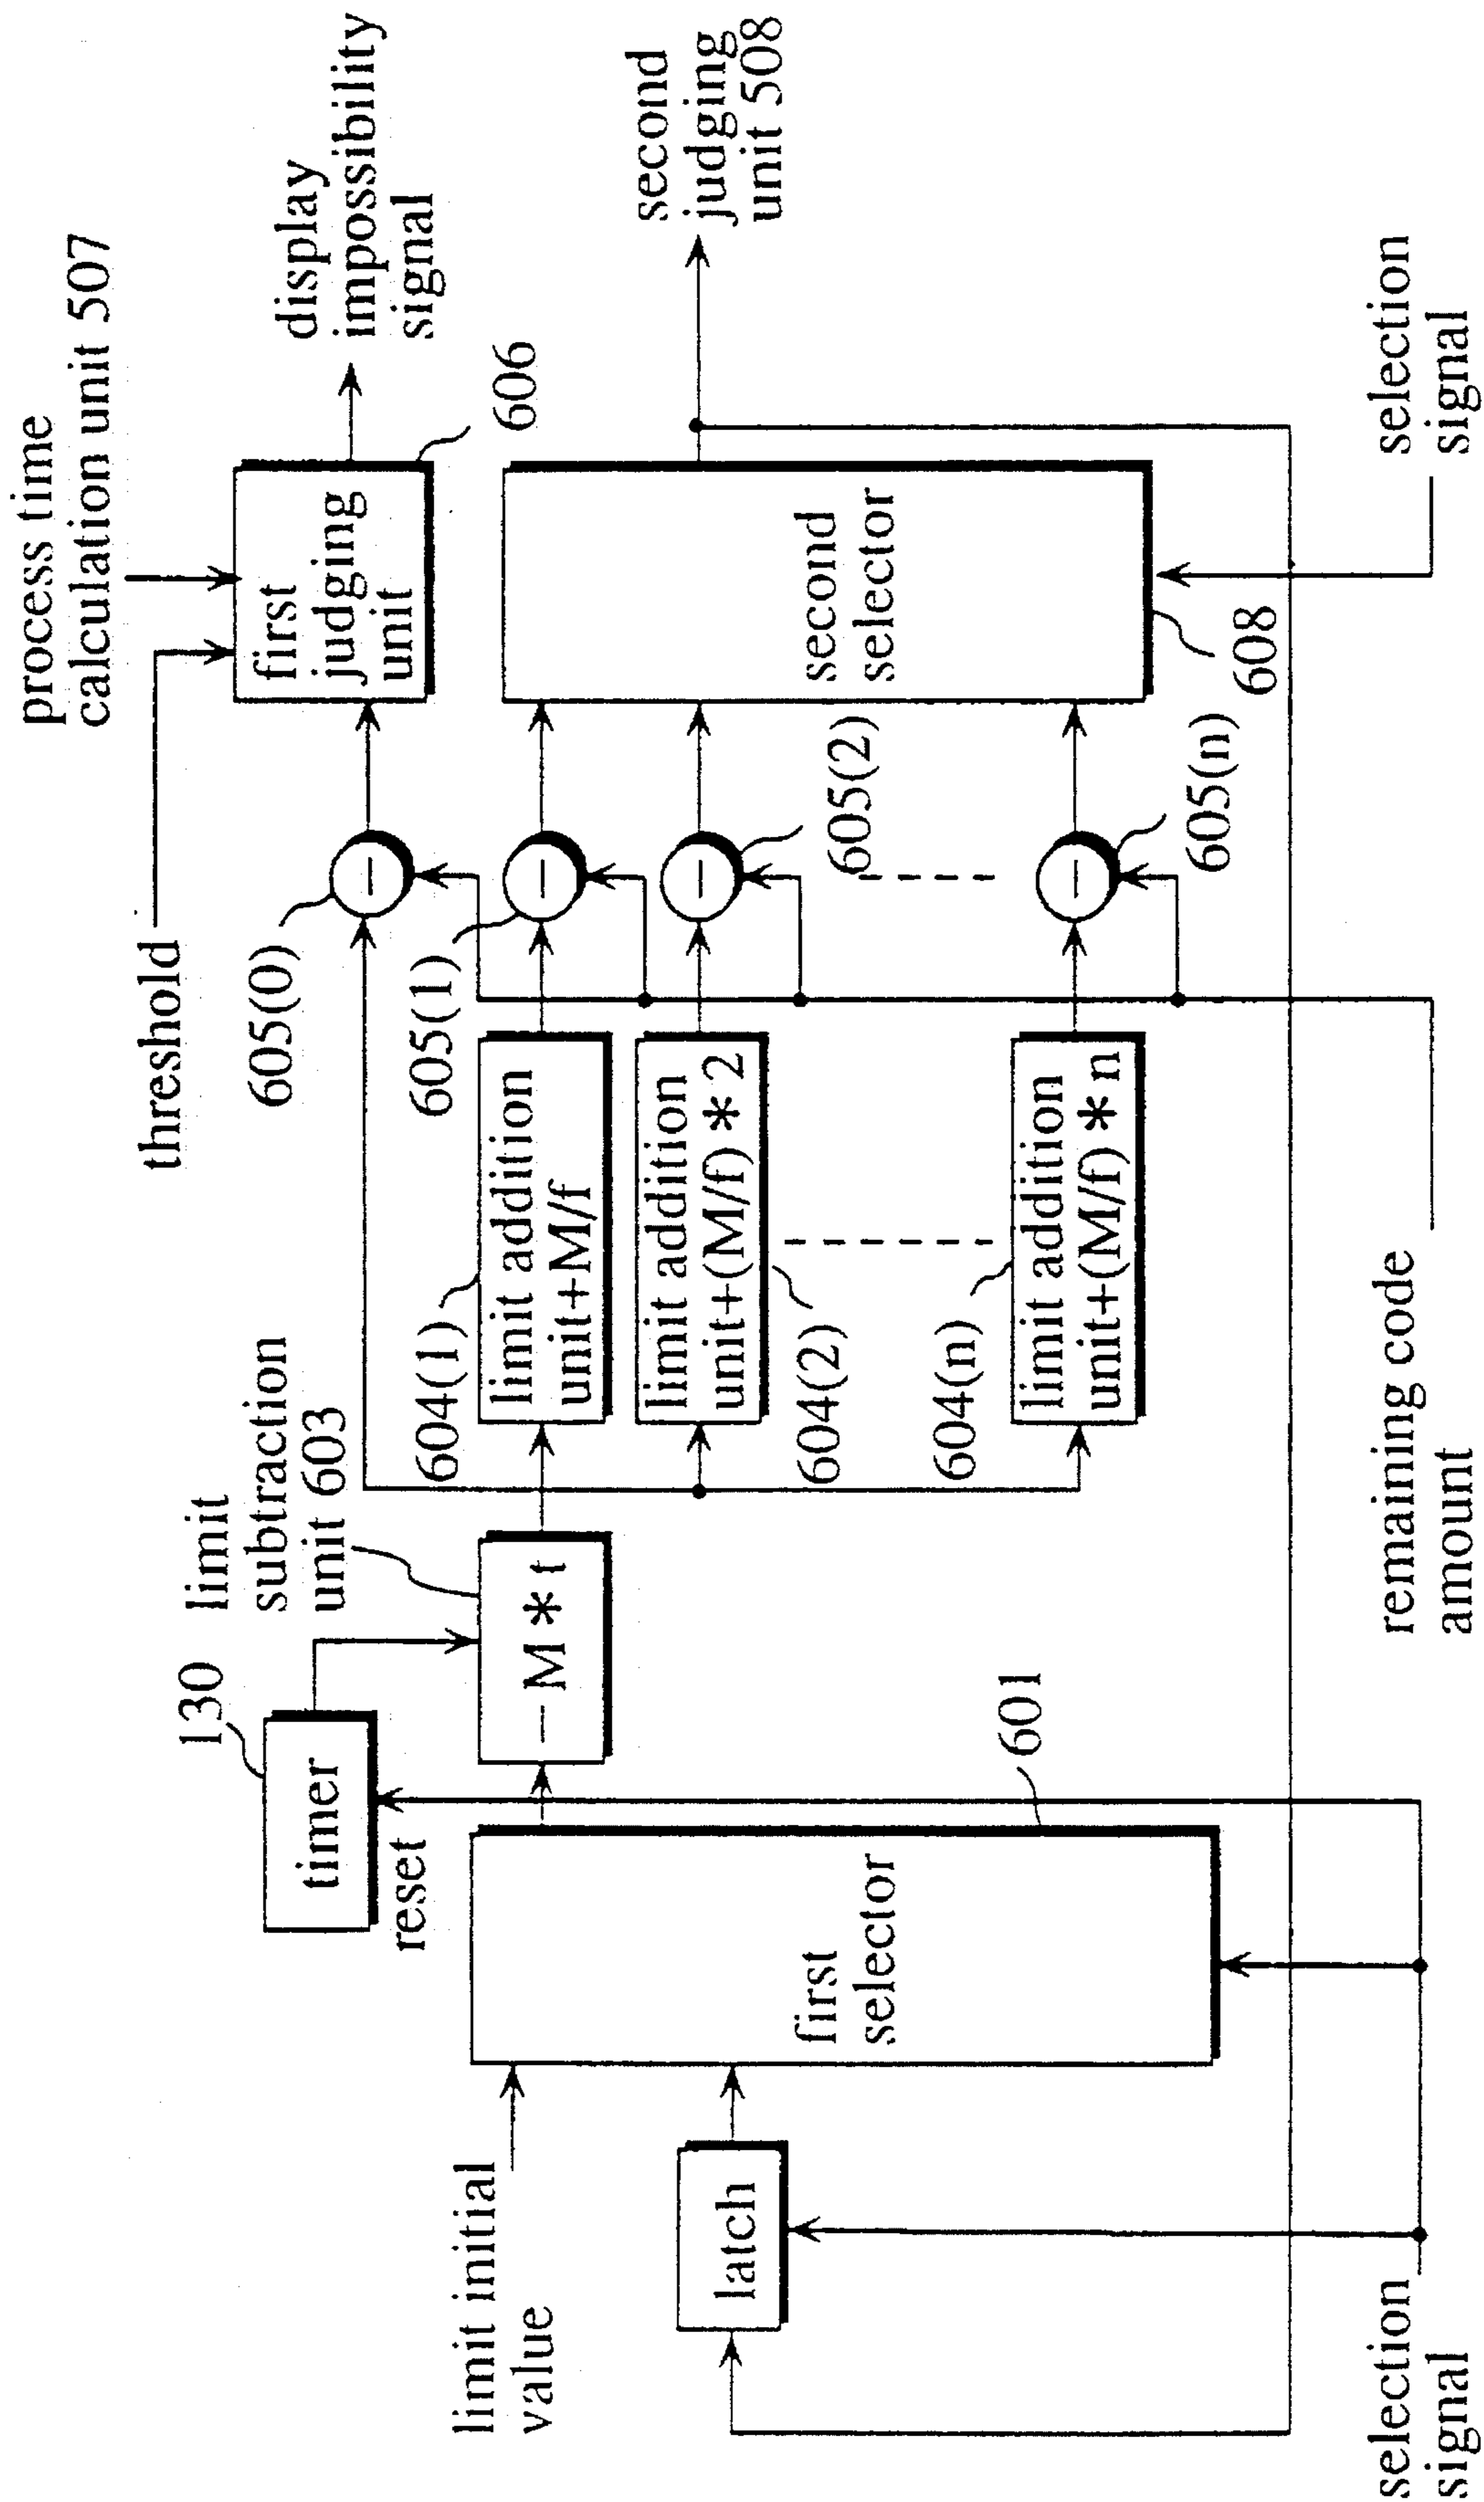 process time
calculation unit 507
threshold
display
impossibility
signal
first
judging
unit
606
605(0)
605(1)
limit
subtraction
unit 603
130
timer
reset
− M * t
604(1)
limit addition
unit+M/f
limit addition
unit+(M/f) * 2
604(2)
604(n)
limit addition
unit+(M/f) * n
−
−
−
−
605(2)
605(n)
second
selector
608
second
judging
unit 508
limit initial
value
latch
first
selector
601
selection
signal
remaining code
amount
selection
signal